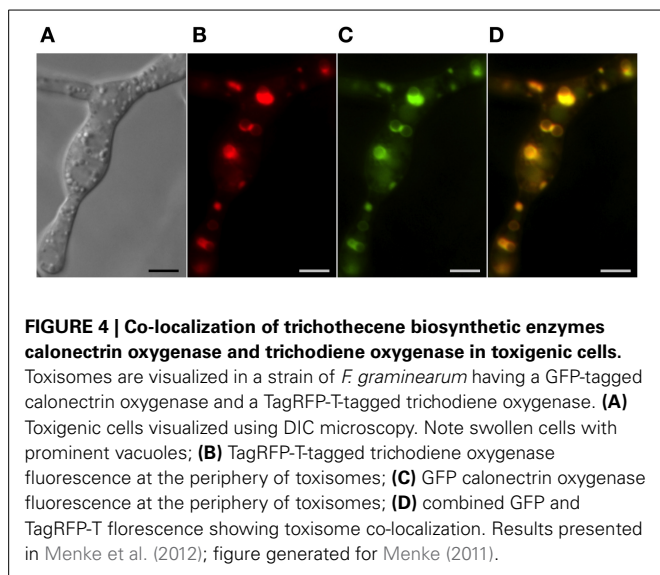 A B C D
FIGURE 4 | Co-localization of trichothecene biosynthetic enzymes
calonectrin oxygenase and trichodiene oxygenase in toxigenic cells.
Toxisomes are visualized in a strain of F. graminearum having a GFP-tagged
calonectrin oxygenase and a TagRFP-T-tagged trichodiene oxygenase. (A)
Toxigenic cells visualized using DIC microscopy. Note swollen cells with
prominent vacuoles; (B) TagRFP-T-tagged trichodiene oxygenase
fluorescence at the periphery of toxisomes; (C) GFP calonectrin oxygenase
fluorescence at the periphery of toxisomes; (D) combined GFP and
TagRFP-T florescence showing toxisome co-localization. Results presented
in Menke et al. (2012); figure generated for Menke (2011).